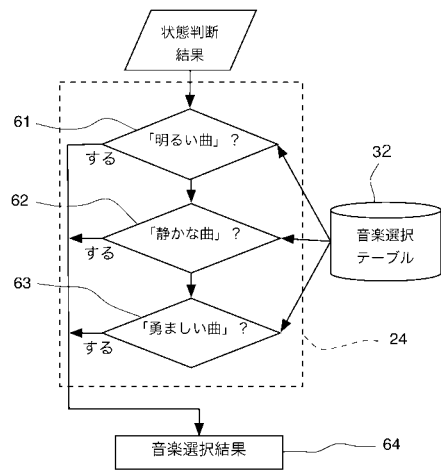 状態判断
結果
61
「明るい曲」?
する
32
62
音楽選択
テーブル
「静かな曲」?
する
63
「勇ましい曲」?
する
24
音楽選択結果
64